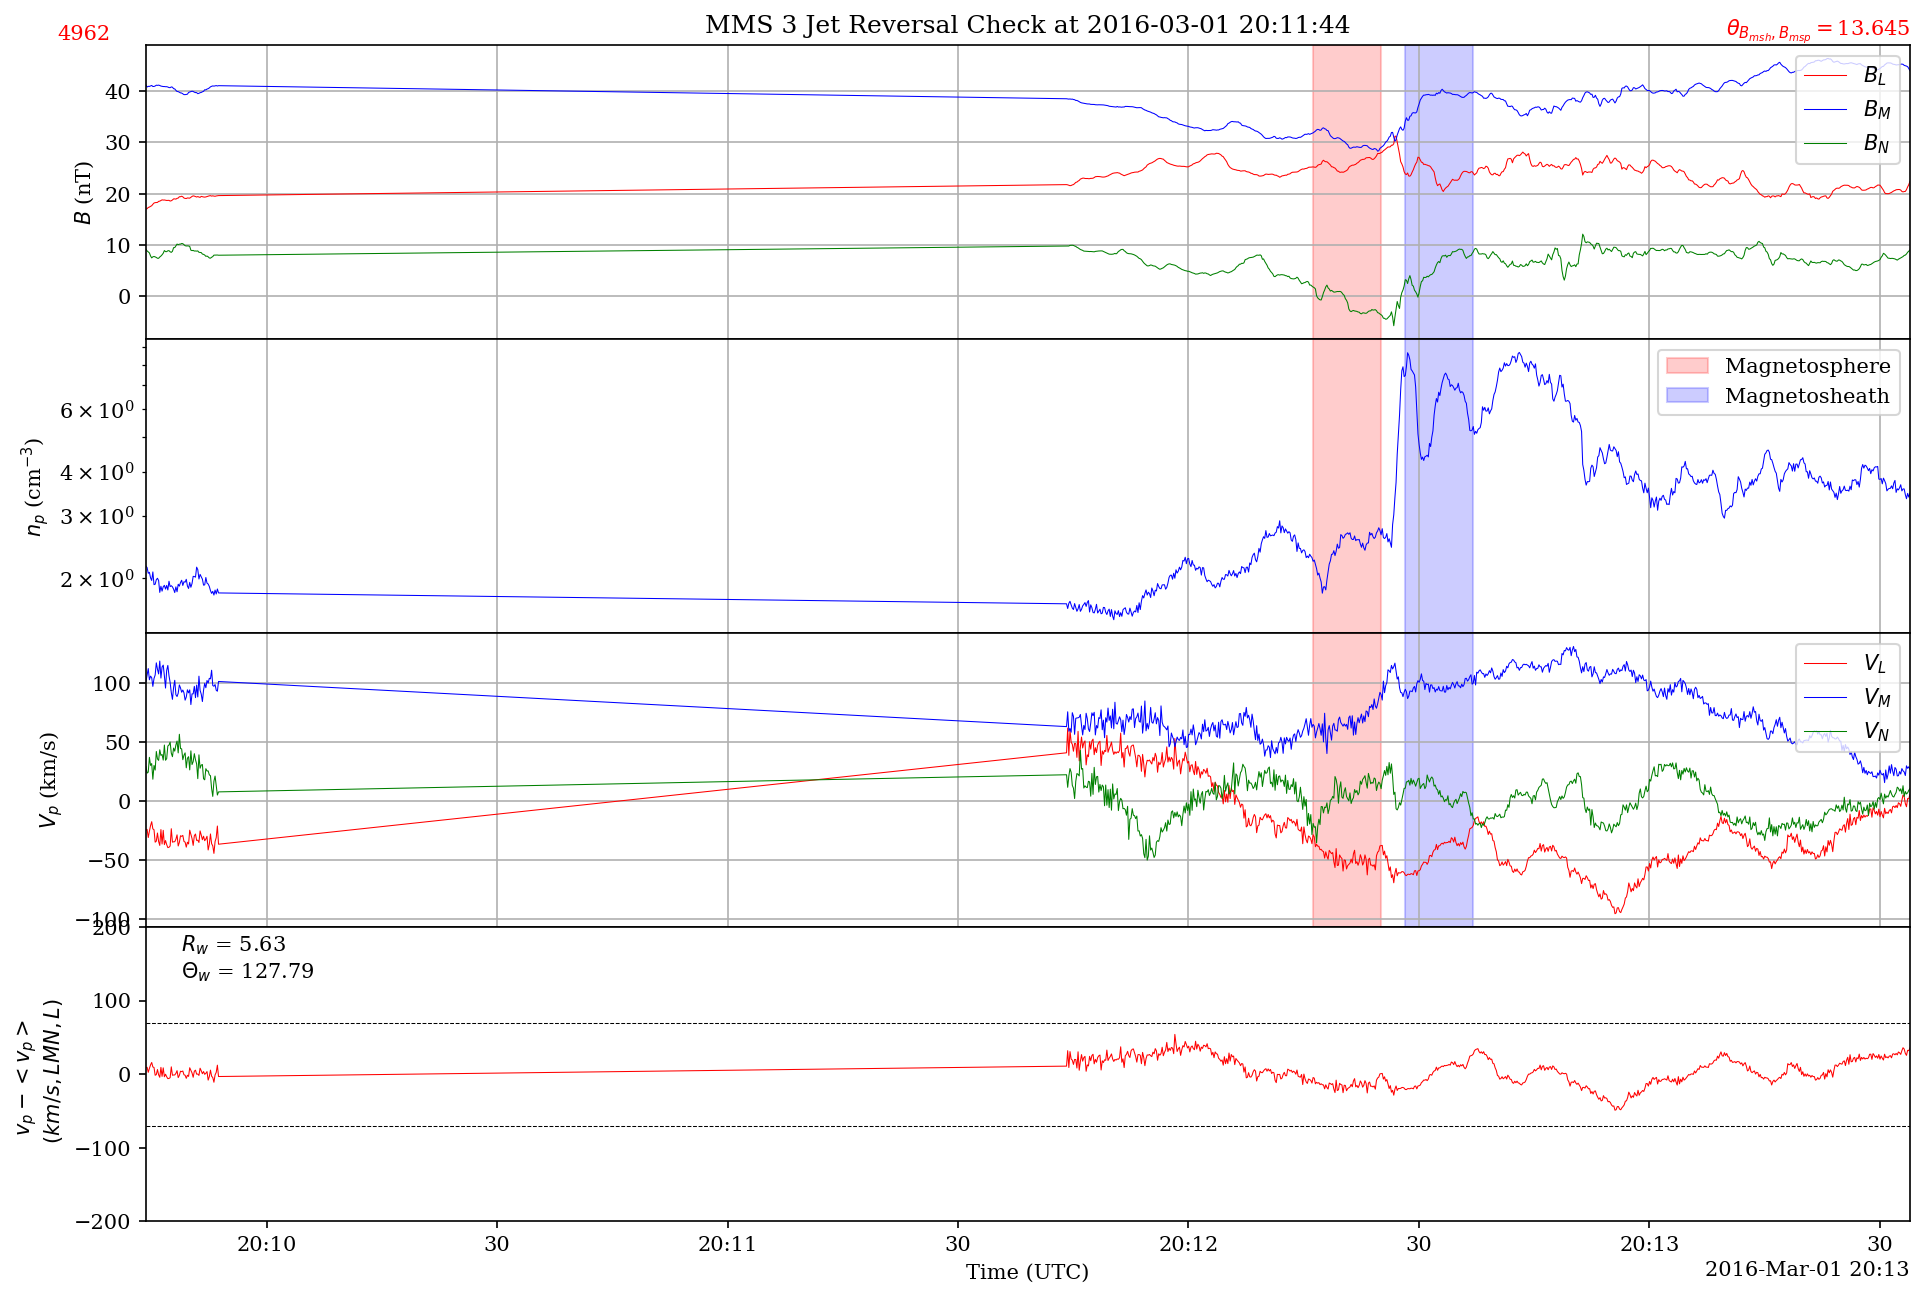 MMS 3 Jet Reversal Check at 2016-03-01 20:11:44
4962
θ_{B_{msh}, B_{msp}} = 13.645
B (nT)
40
30
20
10
0
B_L
B_M
B_N
n_p (cm^{−3})
6 × 10^0
4 × 10^0
3 × 10^0
2 × 10^0
Magnetosphere
Magnetosheath
V_p (km/s)
100
50
0
−50
−100
V_L
V_M
V_N
v_p − < v_p >
(km/s, LMN, L)
200
100
0
−100
−200
R_w = 5.63
Θ_w = 127.79
20:10
30
20:11
30
20:12
30
20:13
30
Time (UTC)
2016-Mar-01 20:13